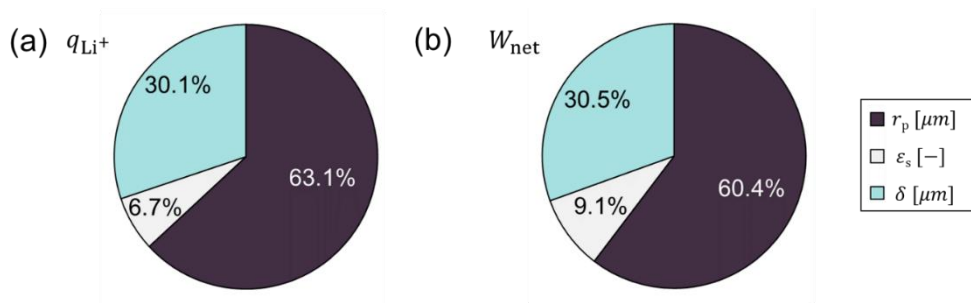 (a) q_Li⁺
30.1%
63.1%
6.7%
(b) W_net
30.5%
60.4%
9.1%
r_p [μm]
ε_s [−]
δ [μm]